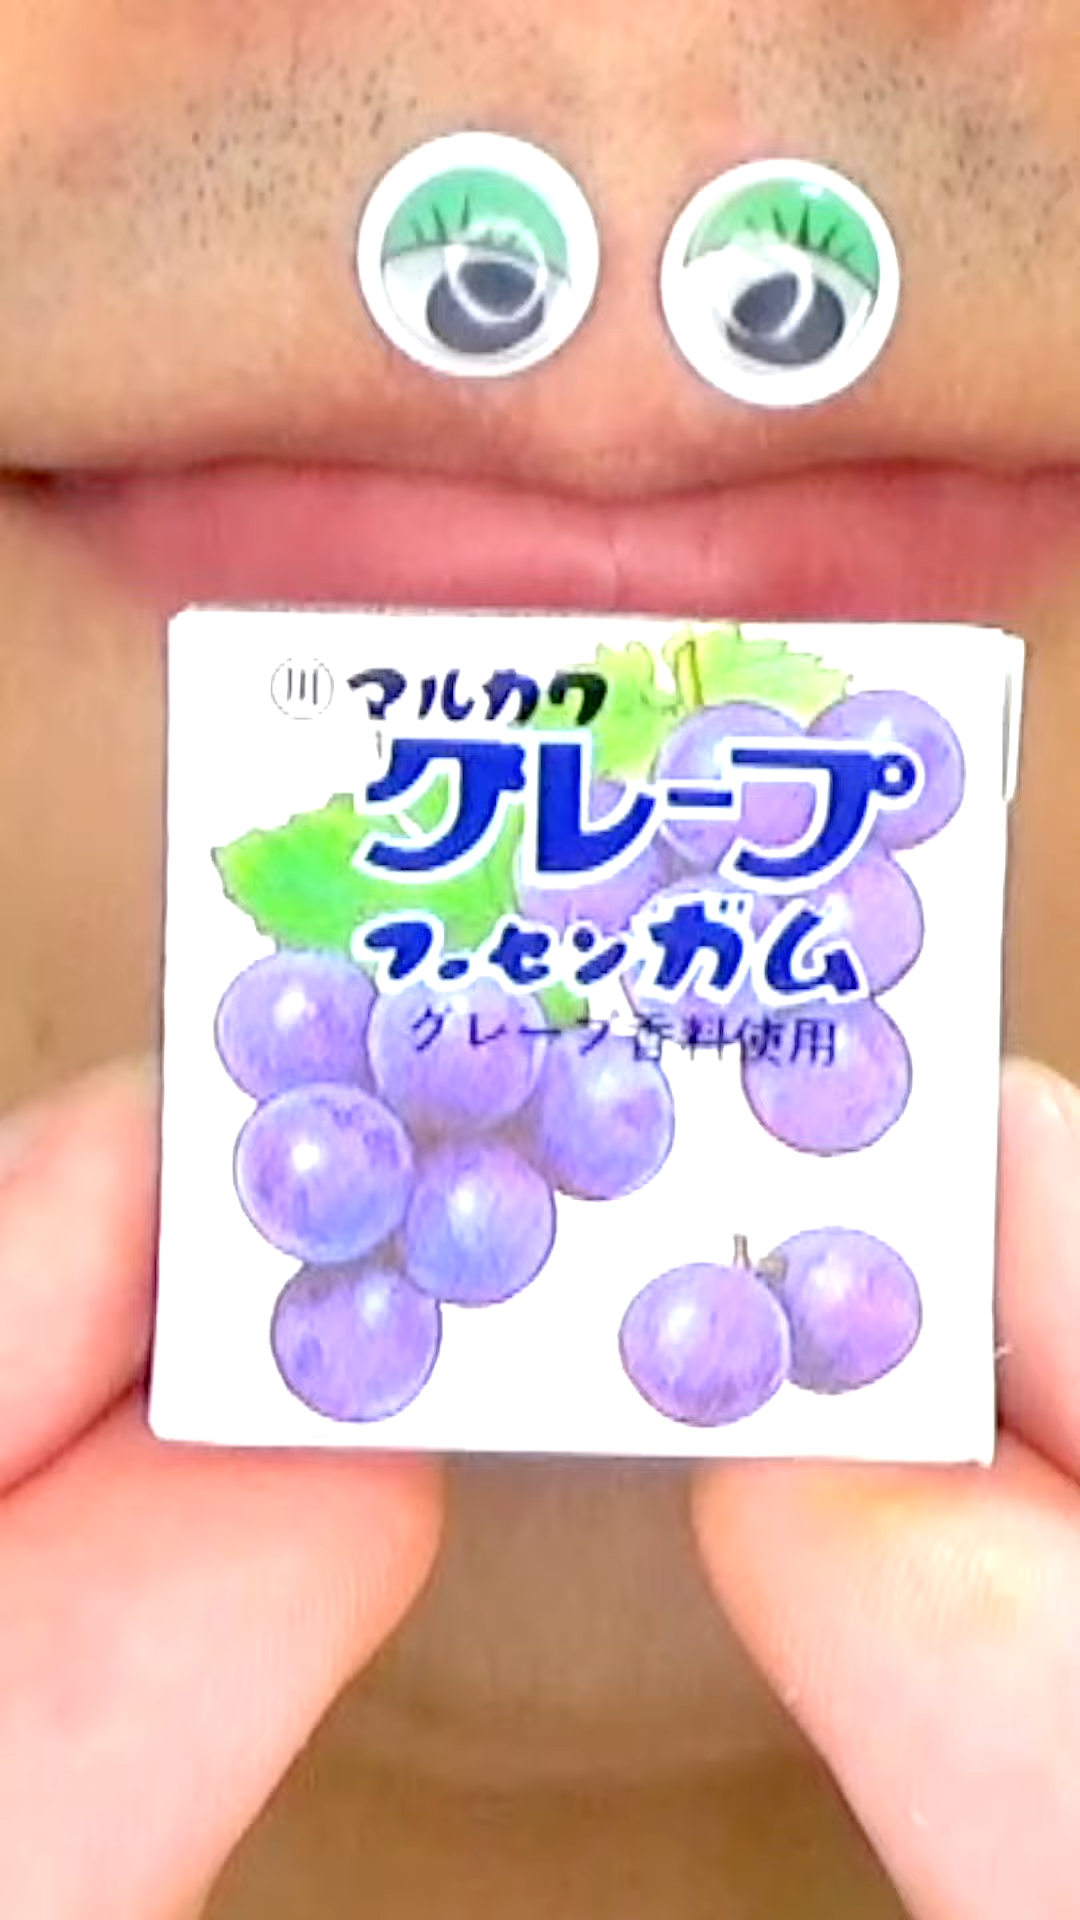 川 マルカワ
グレープ
フーセンガム
グレープ香料使用